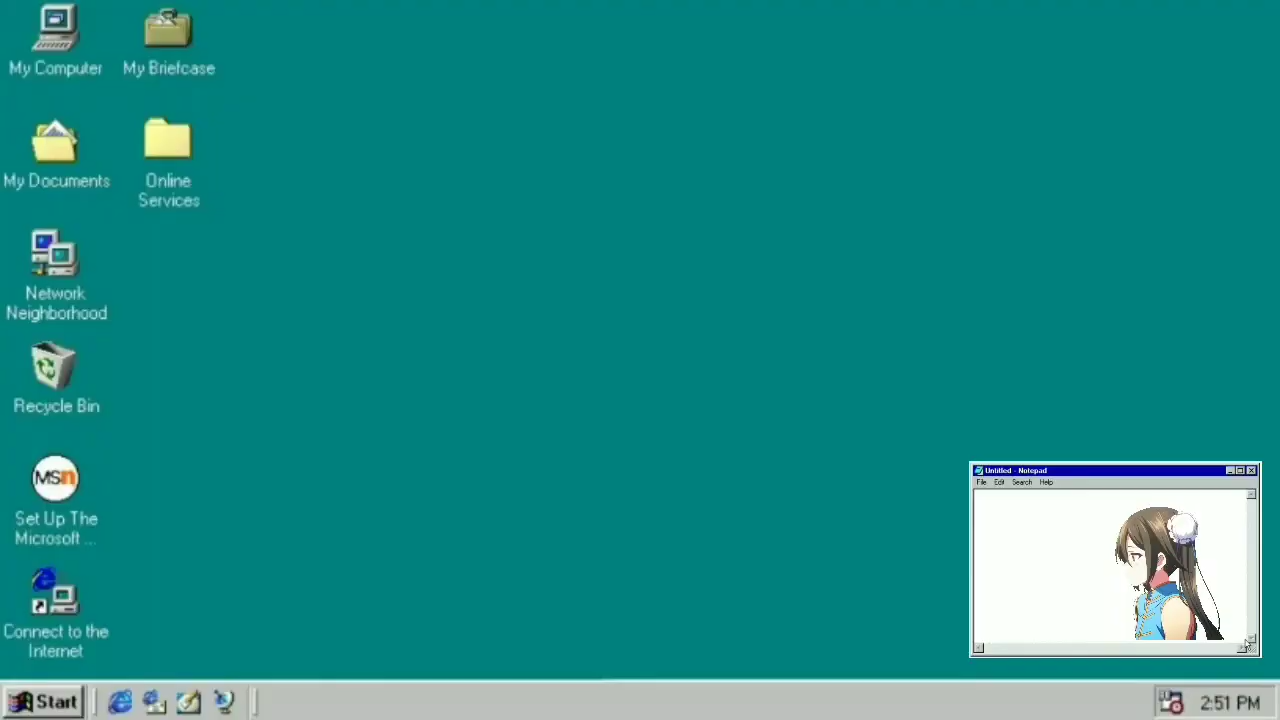 My Computer
My Briefcase
My Documents
Online
Services
Network
Neighborhood
Recycle Bin
msn
Set Up The
Microsoft ...
Connect to the
Internet
Untitled - Notepad
File Edit Search Help
Start
2:51 PM